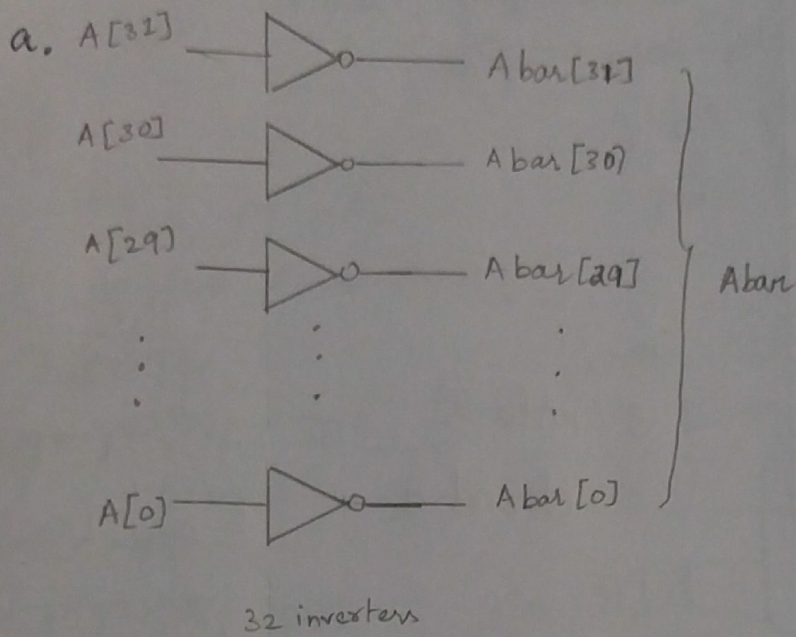 a. A[31] Abar[31]
A[30] Abar[30)
A[29) Abar[29]
Abar
A[0] Abar[0]
32 inverters